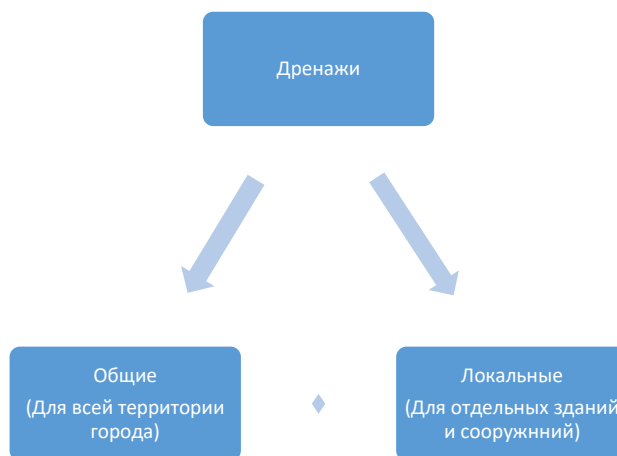 Дренажи
Общие
(Для всей территории
города)
Локальные
(Для отдельных зданий
и сооружнний)